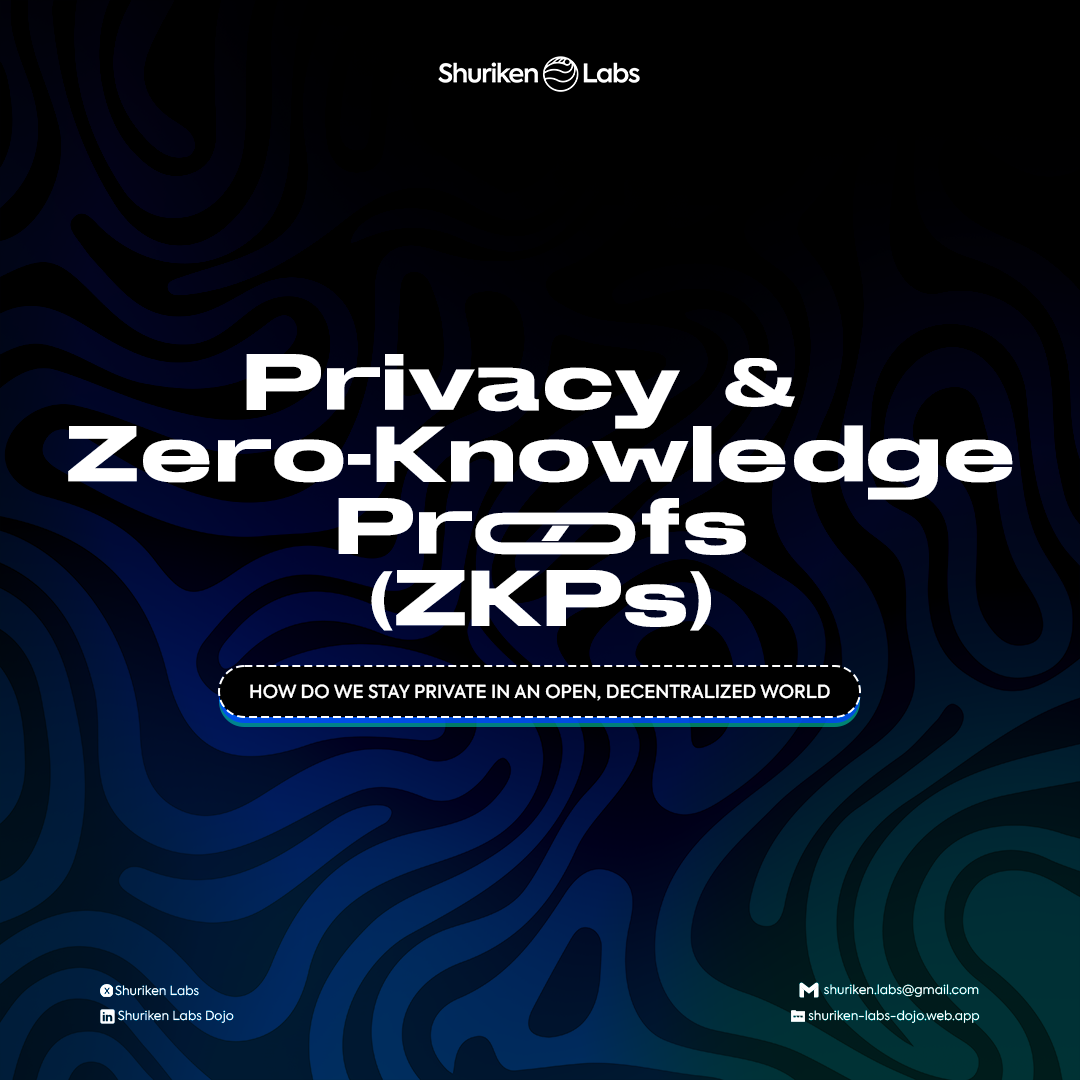 Shuriken Labs
Privacy &
Zero-Knowledge
Proofs
(ZKPs)
HOW DO WE STAY PRIVATE IN AN OPEN, DECENTRALIZED WORLD
Shuriken Labs
shuriken.labs@gmail.com
Shuriken Labs Dojo
shuriken-labs-dojo.web.app